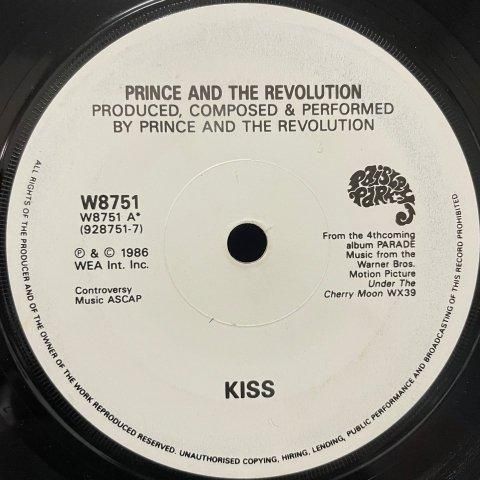 PRINCE AND THE REVOLUTION
PRODUCED, COMPOSED & PERFORMED
BY PRINCE AND THE REVOLUTION
W8751
W8751 A*
(928751-7)
℗ & © 1986
WEA Int. Inc.
Controversy
Music ASCAP
Paisley
Park
From the 4thcoming
album PARADE
Music from the
Warner Bros.
Motion Picture
Under The
Cherry Moon WX39
KISS
ALL RIGHTS OF THE PRODUCER AND OF THE OWNER OF THE WORK REPRODUCED RESERVED. UNAUTHORISED COPYING, HIRING, LENDING, PUBLIC PERFORMANCE AND BROADCASTING OF THIS RECORD PROHIBITED